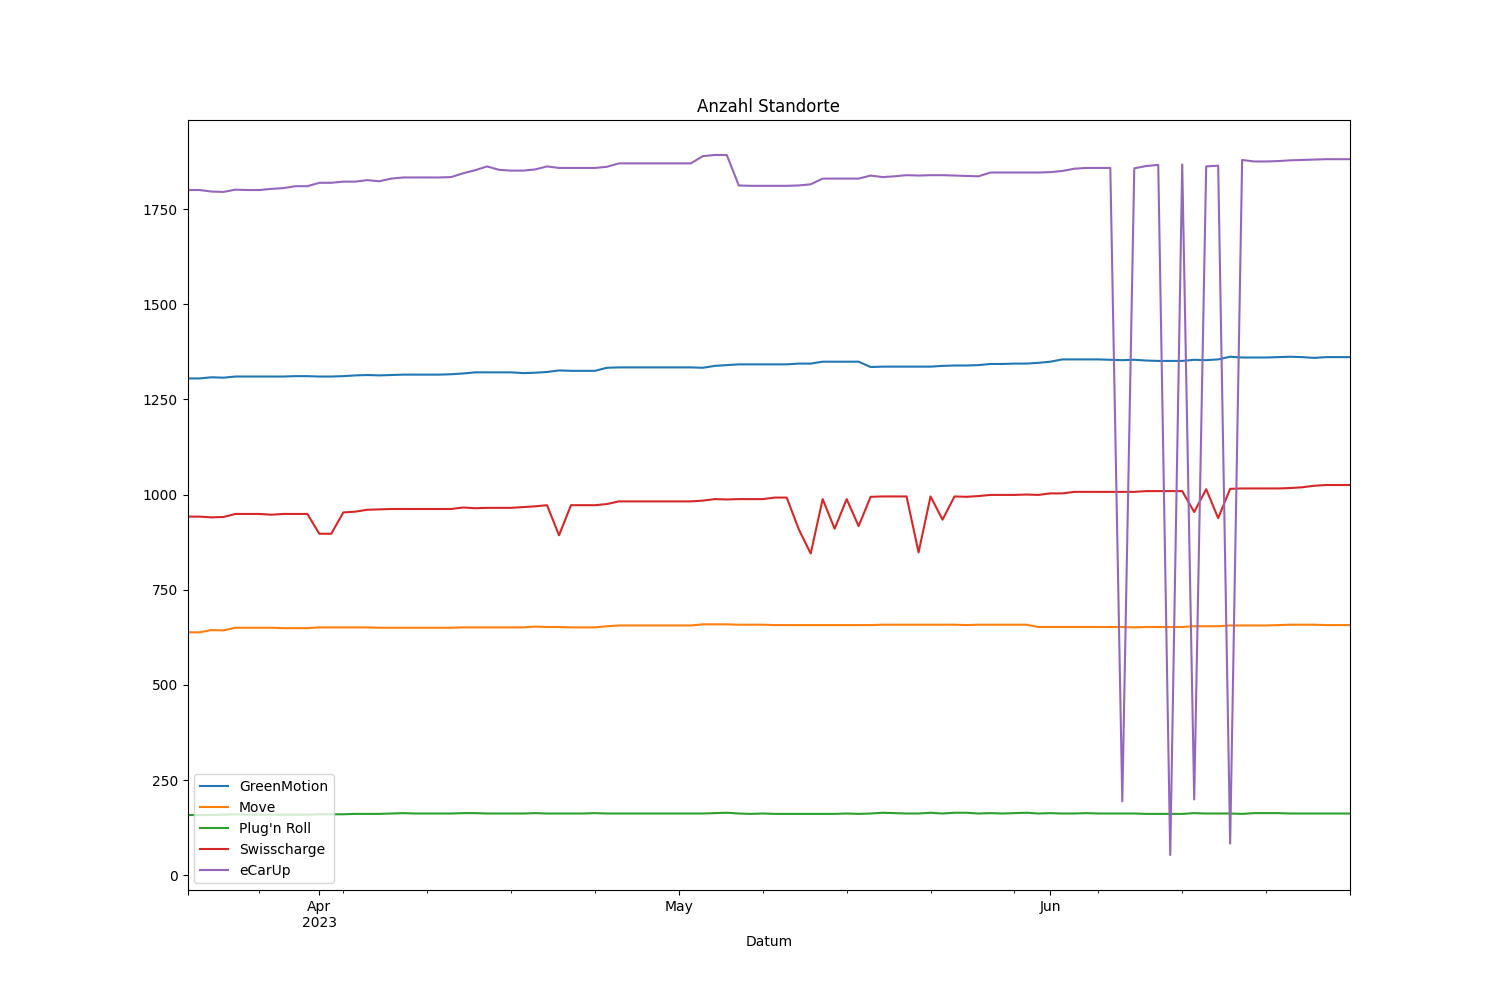 Anzahl Standorte
1750
1500
1250
1000
750
500
250
0
GreenMotion
Move
Plug'n Roll
Swisscharge
eCarUp
Apr
2023
May
Jun
Datum